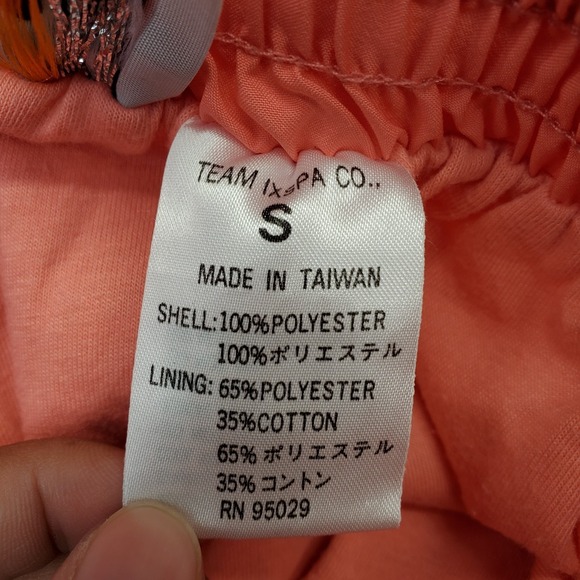 TEAM IXSPA CO.,
S
MADE IN TAIWAN
SHELL:100%POLYESTER
100%ポリエステル
LINING: 65%POLYESTER
35%COTTON
65%ポリエステル
35%コントン
RN 95029